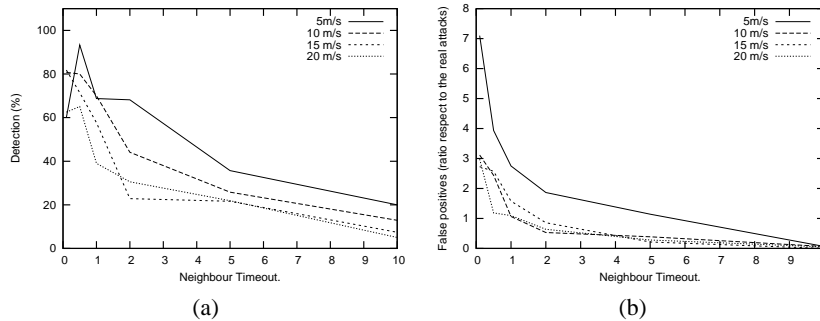 Detection (%)
0
20
40
60
80
100
0 1 2 3 4 5 6 7 8 9 10
Neighbour Timeout.
5m/s
10 m/s
15 m/s
20 m/s
(a)
False positives (ratio respect to the real attacks)
0
1
2
3
4
5
6
7
8
0 1 2 3 4 5 6 7 8 9
Neighbour Timeout.
5m/s
10 m/s
15 m/s
20 m/s
(b)